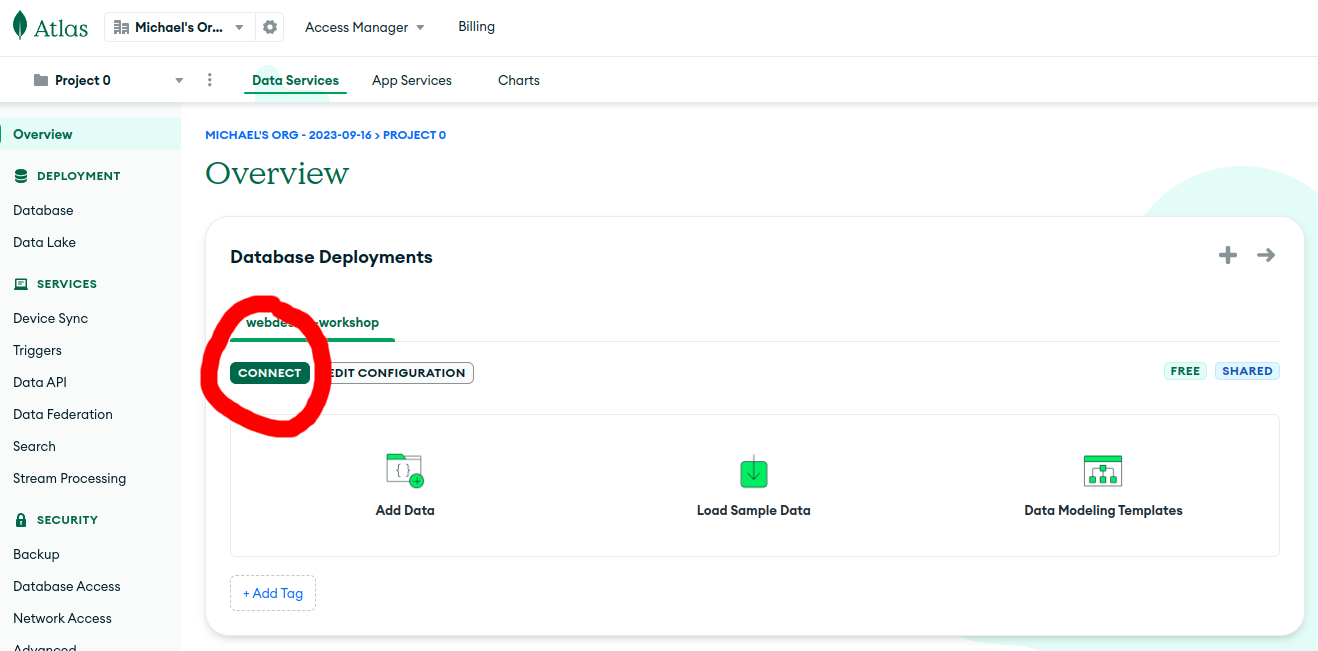 Atlas Michael's Or... Access Manager Billing
Project 0 Data Services App Services Charts
Overview
DEPLOYMENT
Database
Data Lake
SERVICES
Device Sync
Triggers
Data API
Data Federation
Search
Stream Processing
SECURITY
Backup
Database Access
Network Access
Advanced
MICHAEL'S ORG - 2023-09-16 > PROJECT 0
Overview
Database Deployments
-workshop
CONNECT EDIT CONFIGURATION FREE SHARED
{ }
Add Data Load Sample Data Data Modeling Templates
+ Add Tag